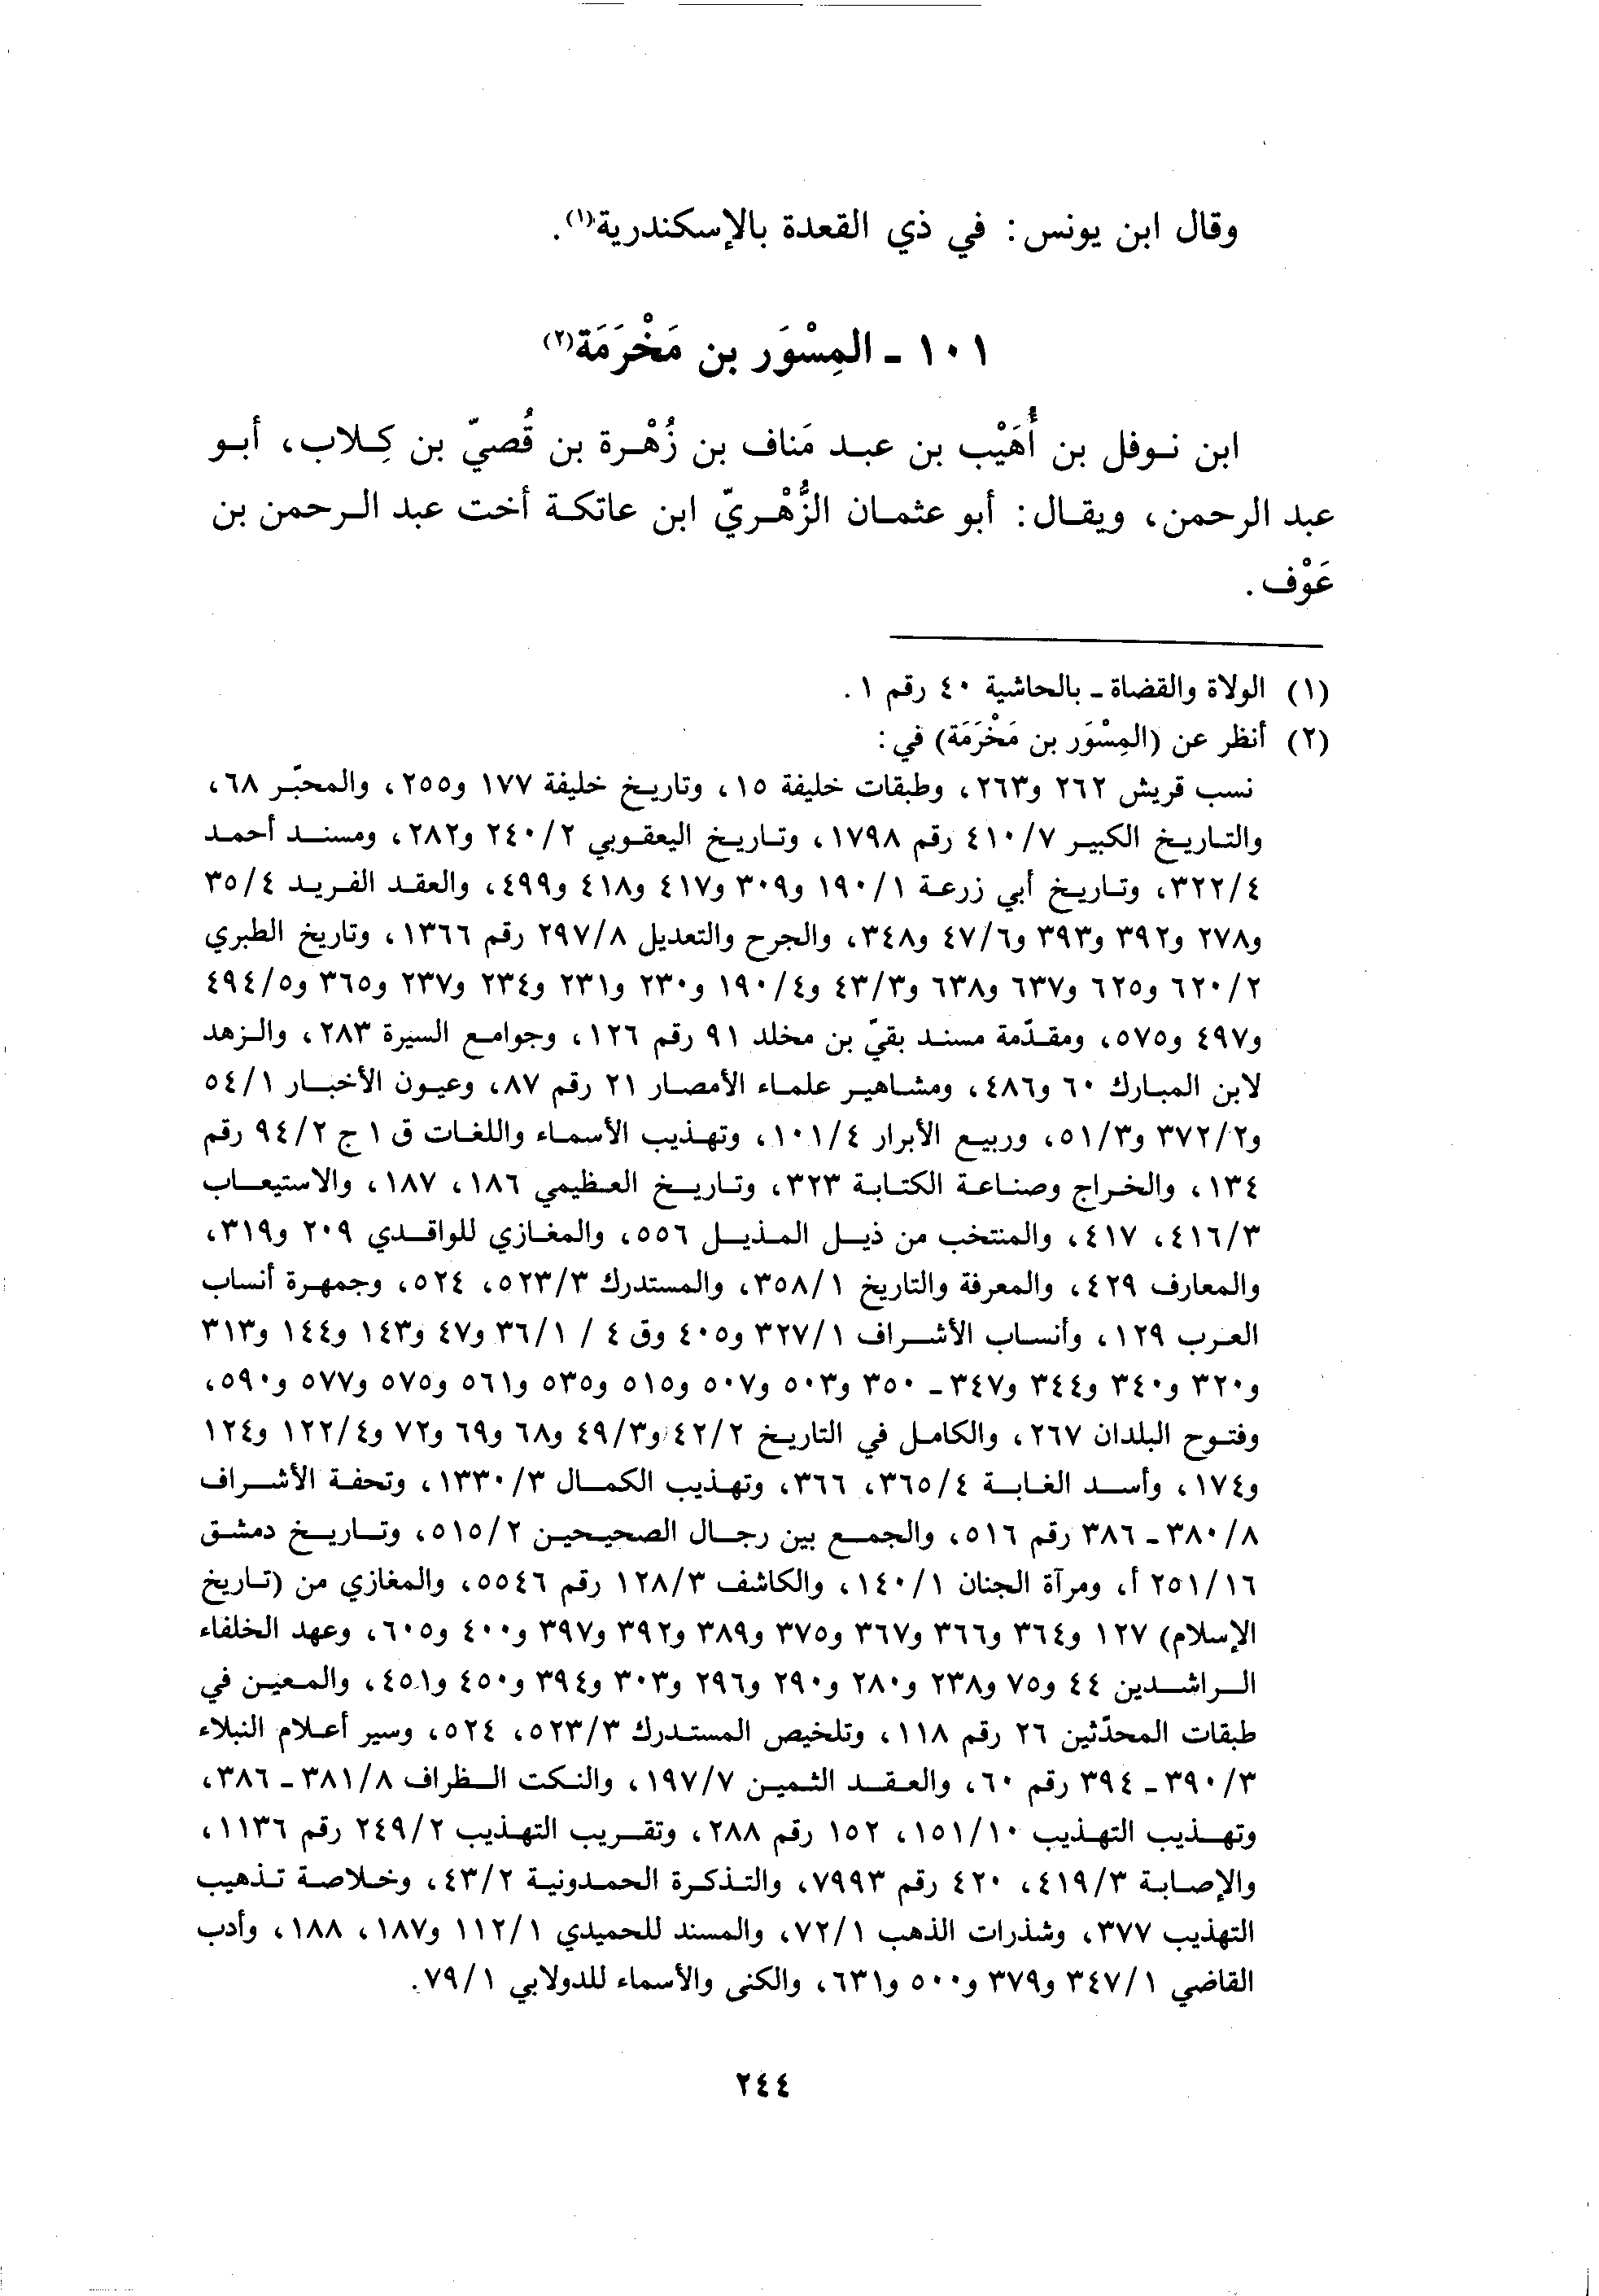 وقال ابن يونس: في ذي القعدة بالإسكندرية(١).
١٠١ - المِسْوَر بن مَخْرَمَة(٢)
ابن نوفل بن أُهَيْب بن عبد مَناف بن زُهْرة بن قُصيّ بن كِلاب، أبو
عبد الرحمن، ويقال: أبو عثمان الزُّهْريّ ابن عاتكة أخت عبد الرحمن بن
عَوْف.
(١) الولاة والقضاة - بالحاشية ٤٠ رقم ١.
(٢) أنظر عن (المِسْوَر بن مَخْرَمَة) في:
نسب قريش ٢٦٢ و٢٦٣، وطبقات خليفة ١٥، وتاريخ خليفة ١٧٧ و٢٥٥، والمحبّر ٦٨،
والتاريخ الكبير ٤١٠/٧ رقم ١٧٩٨، وتاريخ اليعقوبي ٢٤٠/٢ و٢٨٢، ومسند أحمد
٣٢٢/٤، وتاريخ أبي زرعة ١٩٠/١ و٣٠٩ و٤١٧ و٤١٨ و٤٩٩، والعقد الفريد ٣٥/٤
و٢٧٨ و٣٩٢ و٣٩٣ و٤٧/٦ و٣٤٨، والجرح والتعديل ٢٩٧/٨ رقم ١٣٦٦، وتاريخ الطبري
٦٢٠/٢ و٦٢٥ و٦٣٧ و٦٣٨ و٤٣/٣ و١٩٠/٤ و٢٣٠ و٢٣١ و٢٣٤ و٢٣٧ و٣٦٥ و٤٩٤/٥
و٤٩٧ و٥٧٥، ومقدّمة مسند بقيّ بن مخلد ٩١ رقم ١٢٦، وجوامع السيرة ٢٨٣، والزهد
لابن المبارك ٦٠ و٤٨٦، ومشاهير علماء الأمصار ٢١ رقم ٨٧، وعيون الأخبار ٥٤/١
و٣٧٢/٢ و٥١/٣، وربيع الأبرار ١٠١/٤، وتهذيب الأسماء واللغات ق ١ ج ٩٤/٢ رقم
١٣٤، والخراج وصناعة الكتابة ٣٢٣، وتاريخ العظيمي ١٨٦، ١٨٧، والاستيعاب
٤١٦/٣، ٤١٧، والمنتخب من ذيل المذيل ٥٥٦، والمغازي للواقدي ٢٠٩ و٣١٩،
والمعارف ٤٢٩، والمعرفة والتاريخ ٣٥٨/١، والمستدرك ٥٢٣/٣، ٥٢٤، وجمهرة أنساب
العرب ١٢٩، وأنساب الأشراف ٣٢٧/١ و٤٠٥ وق ٤ / ٣٦/١ و٤٧ و١٤٣ و١٤٤ و٣١٣
و٣٢٠ و٣٤٠ و٣٤٤ و٣٤٧ - ٣٥٠ و٥٠٣ و٥٠٧ و٥١٥ و٥٣٥ و٥٦١ و٥٧٥ و٥٧٧ و٥٩٠،
وفتوح البلدان ٢٦٧، والكامل في التاريخ ٤٢/٢ و٤٩/٣ و٦٨ و٦٩ و٧٢ و١٢٢/٤ و١٢٤
و١٧٤، وأسد الغابة ٣٦٥/٤، ٣٦٦، وتهذيب الكمال ١٣٣٠/٣، وتحفة الأشراف
٣٨٠/٨ - ٣٨٦ رقم ٥١٦، والجمع بين رجال الصحيحين ٥١٥/٢، وتاريخ دمشق
٢٥١/١٦ أ، ومرآة الجنان ١٤٠/١، والكاشف ١٢٨/٣ رقم ٥٥٤٦، والمغازي من (تاريخ
الإسلام) ١٢٧ و٣٦٤ و٣٦٦ و٣٦٧ و٣٧٥ و٣٨٩ و٣٩٢ و٣٩٧ و٤٠٠ و٦٠٥، وعهد الخلفاء
الراشدين ٤٤ و٧٥ و٢٣٨ و٢٨٠ و٢٩٠ و٢٩٦ و٣٠٣ و٣٩٤ و٤٥٠ و٤٥١، والمعين في
طبقات المحدّثين ٢٦ رقم ١١٨، وتلخيص المستدرك ٥٢٣/٣، ٥٢٤، وسير أعلام النبلاء
٣٩٠/٣ - ٣٩٤ رقم ٦٠، والعقد الثمين ١٩٧/٧، والنكت الظراف ٣٨١/٨ - ٣٨٦،
وتهذيب التهذيب ١٥١/١٠، ١٥٢ رقم ٢٨٨، وتقريب التهذيب ٢٤٩/٢ رقم ١١٣٦،
والإصابة ٤١٩/٣، ٤٢٠ رقم ٧٩٩٣، والتذكرة الحمدونية ٤٣/٢، وخلاصة تذهيب
التهذيب ٣٧٧، وشذرات الذهب ٧٢/١، والمسند للحميدي ١١٢/١ و١٨٧، ١٨٨، وأدب
القاضي ٣٤٧/١ و٣٧٩ و٥٠٠ و٦٣١، والكنى والأسماء للدولابي ٧٩/١.
٢٤٤